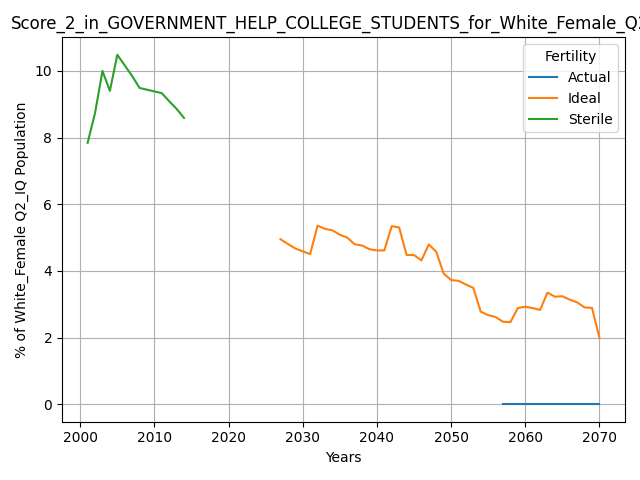 Score_2_in_GOVERNMENT_HELP_COLLEGE_STUDENTS_for_White_Female_Q2
Fertility
Actual
Ideal
Sterile
% of White_Female Q2_IQ Population
10
8
6
4
2
0
2000 2010 2020 2030 2040 2050 2060 2070
Years